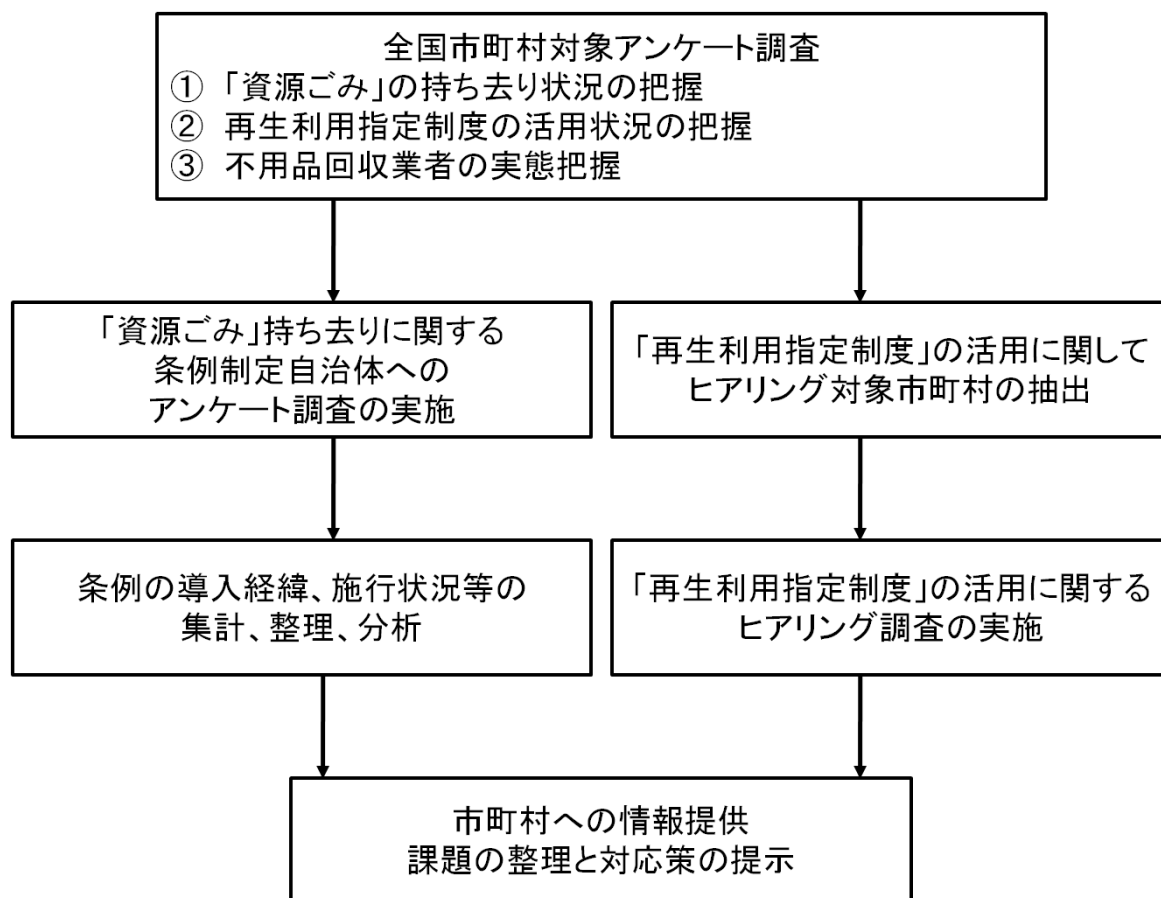 全国市町村対象アンケート調査
① 「資源ごみ」の持ち去り状況の把握
② 再生利用指定制度の活用状況の把握
③ 不用品回収業者の実態把握
「資源ごみ」持ち去りに関する
条例制定自治体への
アンケート調査の実施
「再生利用指定制度」の活用に関して
ヒアリング対象市町村の抽出
条例の導入経緯、施行状況等の
集計、整理、分析
「再生利用指定制度」の活用に関する
ヒアリング調査の実施
市町村への情報提供
課題の整理と対応策の提示